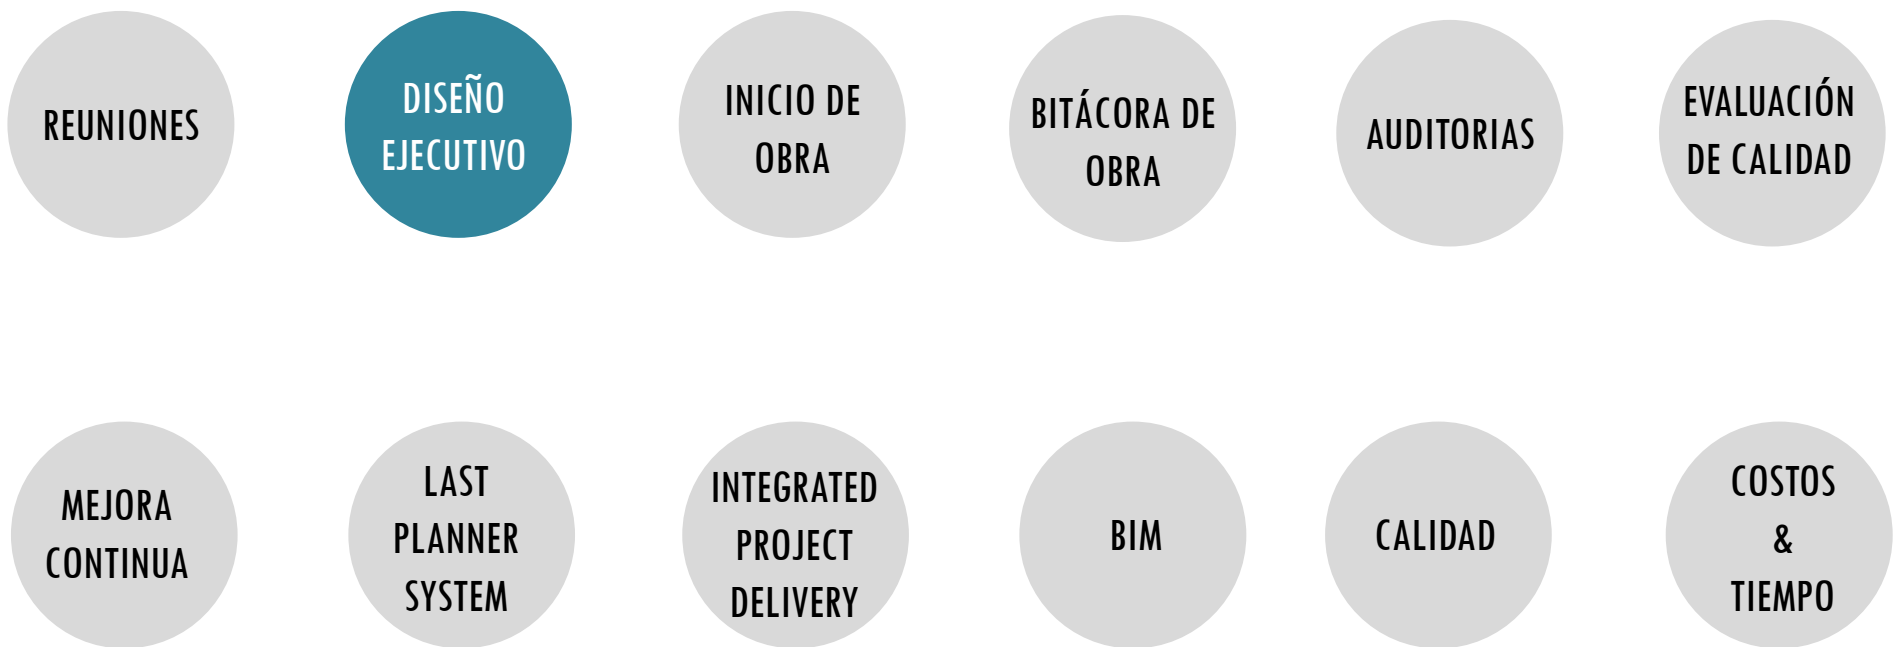 REUNIONES
DISEÑO
EJECUTIVO
INICIO DE
OBRA
BITÁCORA DE
OBRA
AUDITORIAS
EVALUACIÓN
DE CALIDAD
MEJORA
CONTINUA
LAST
PLANNER
SYSTEM
INTEGRATED
PROJECT
DELIVERY
BIM
CALIDAD
COSTOS
&
TIEMPO